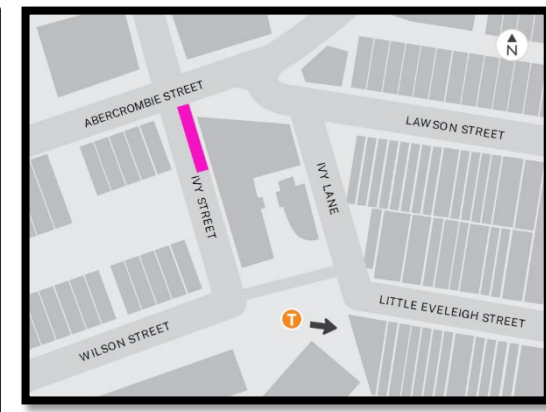 N
ABERCROMBIE STREET
LAWSON STREET
IVY STREET
IVY LANE
LITTLE EVELEIGH STREET
T
WILSON STREET